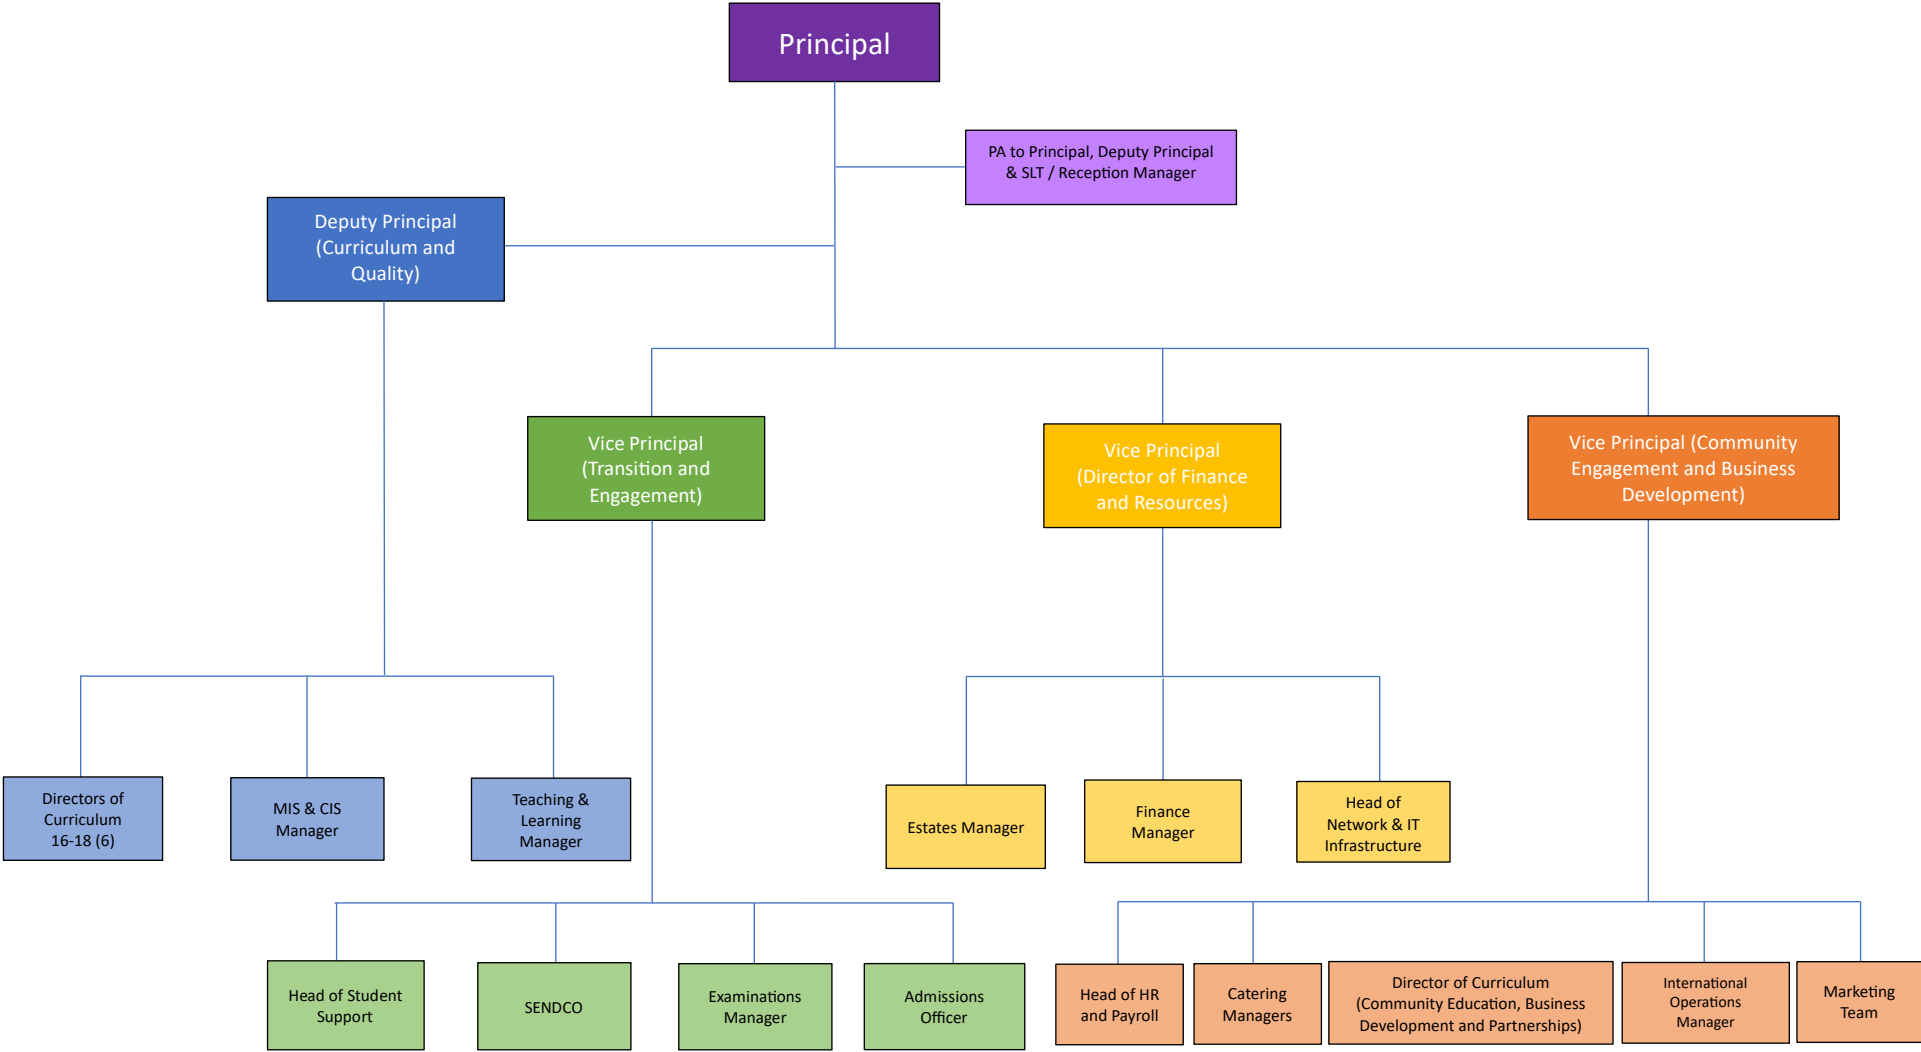 Principal
PA to Principal, Deputy Principal
& SLT / Reception Manager
Deputy Principal
(Curriculum and
Quality)
Vice Principal
(Transition and
Engagement)
Vice Principal
(Director of Finance
and Resources)
Vice Principal (Community
Engagement and Business
Development)
Directors of
Curriculum
16-18 (6)
MIS & CIS
Manager
Teaching &
Learning
Manager
Estates Manager
Finance
Manager
Head of
Network & IT
Infrastructure
Head of Student
Support
SENDCO
Examinations
Manager
Admissions
Officer
Head of HR
and Payroll
Catering
Managers
Director of Curriculum
(Community Education, Business
Development and Partnerships)
International
Operations
Manager
Marketing
Team